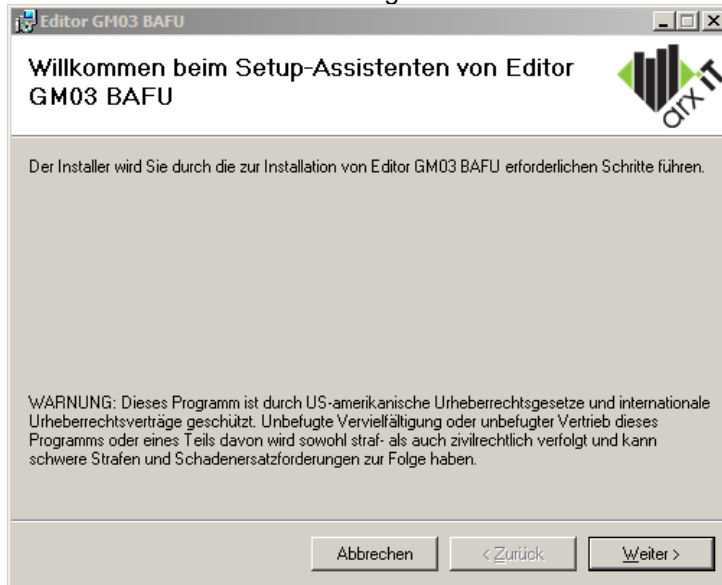 Editor GM03 BAFU
Willkommen beim Setup-Assistenten von Editor
GM03 BAFU
arx iT
Der Installer wird Sie durch die zur Installation von Editor GM03 BAFU erforderlichen Schritte führen.
WARNUNG: Dieses Programm ist durch US-amerikanische Urheberrechtsgesetze und internationale
Urheberrechtsverträge geschützt. Unbefugte Vervielfältigung oder unbefugter Vertrieb dieses
Programms oder eines Teils davon wird sowohl straf- als auch zivilrechtlich verfolgt und kann
schwere Strafen und Schadenersatzforderungen zur Folge haben.
Abbrechen < Zurück Weiter >